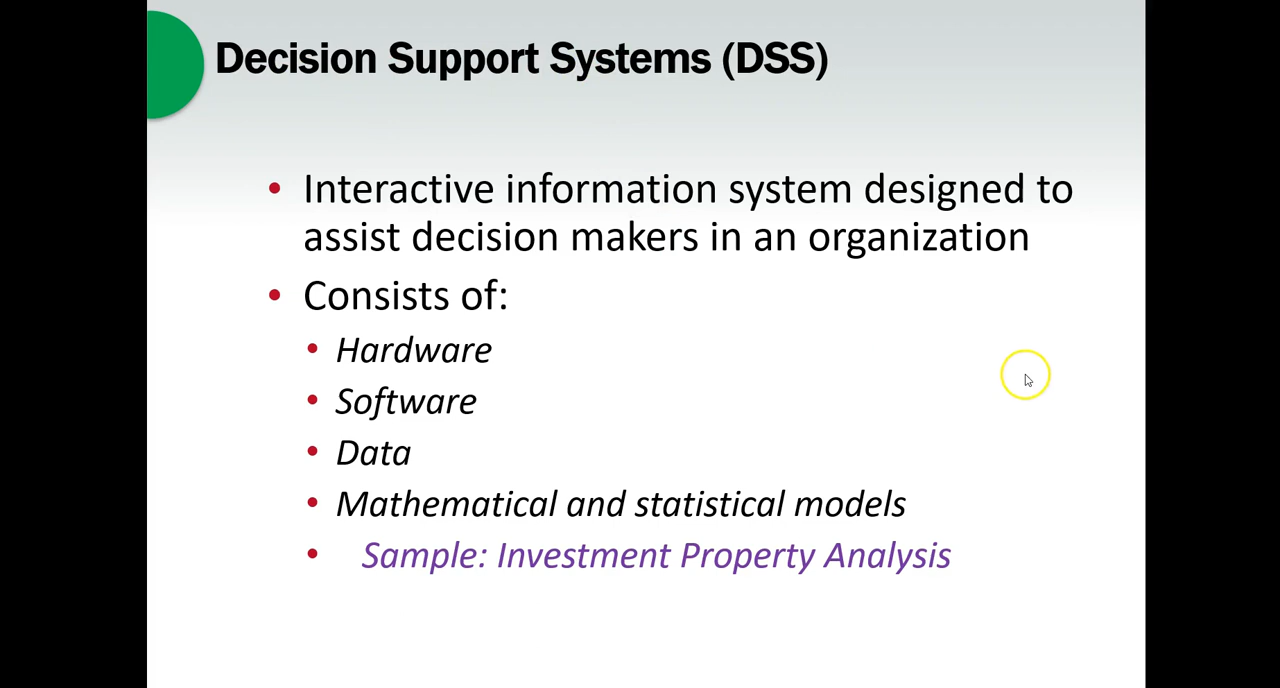 Decision Support Systems (DSS)
• Interactive information system designed to
assist decision makers in an organization
• Consists of:
• Hardware
• Software
• Data
• Mathematical and statistical models
• Sample: Investment Property Analysis